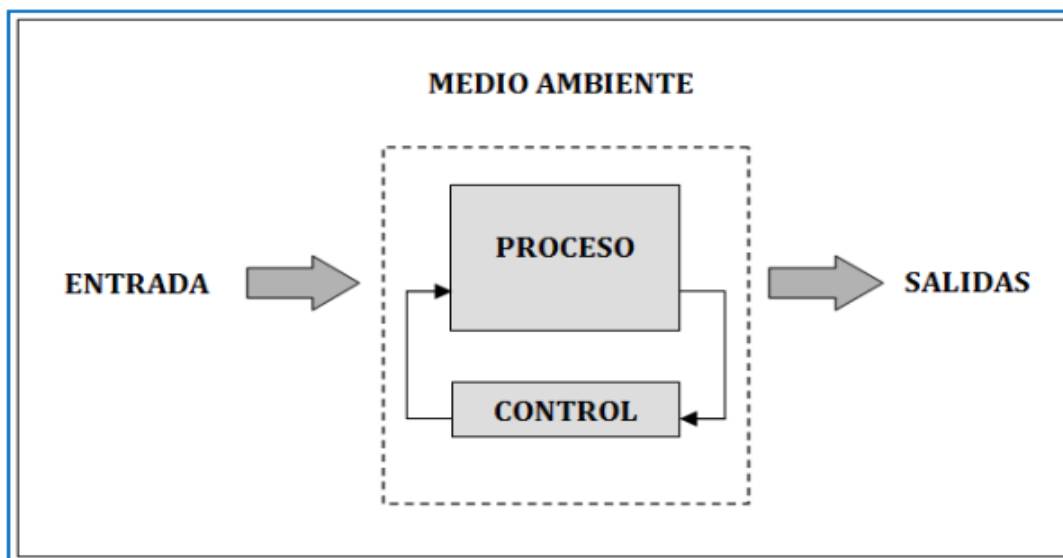 MEDIO AMBIENTE
PROCESO
ENTRADA
SALIDAS
CONTROL